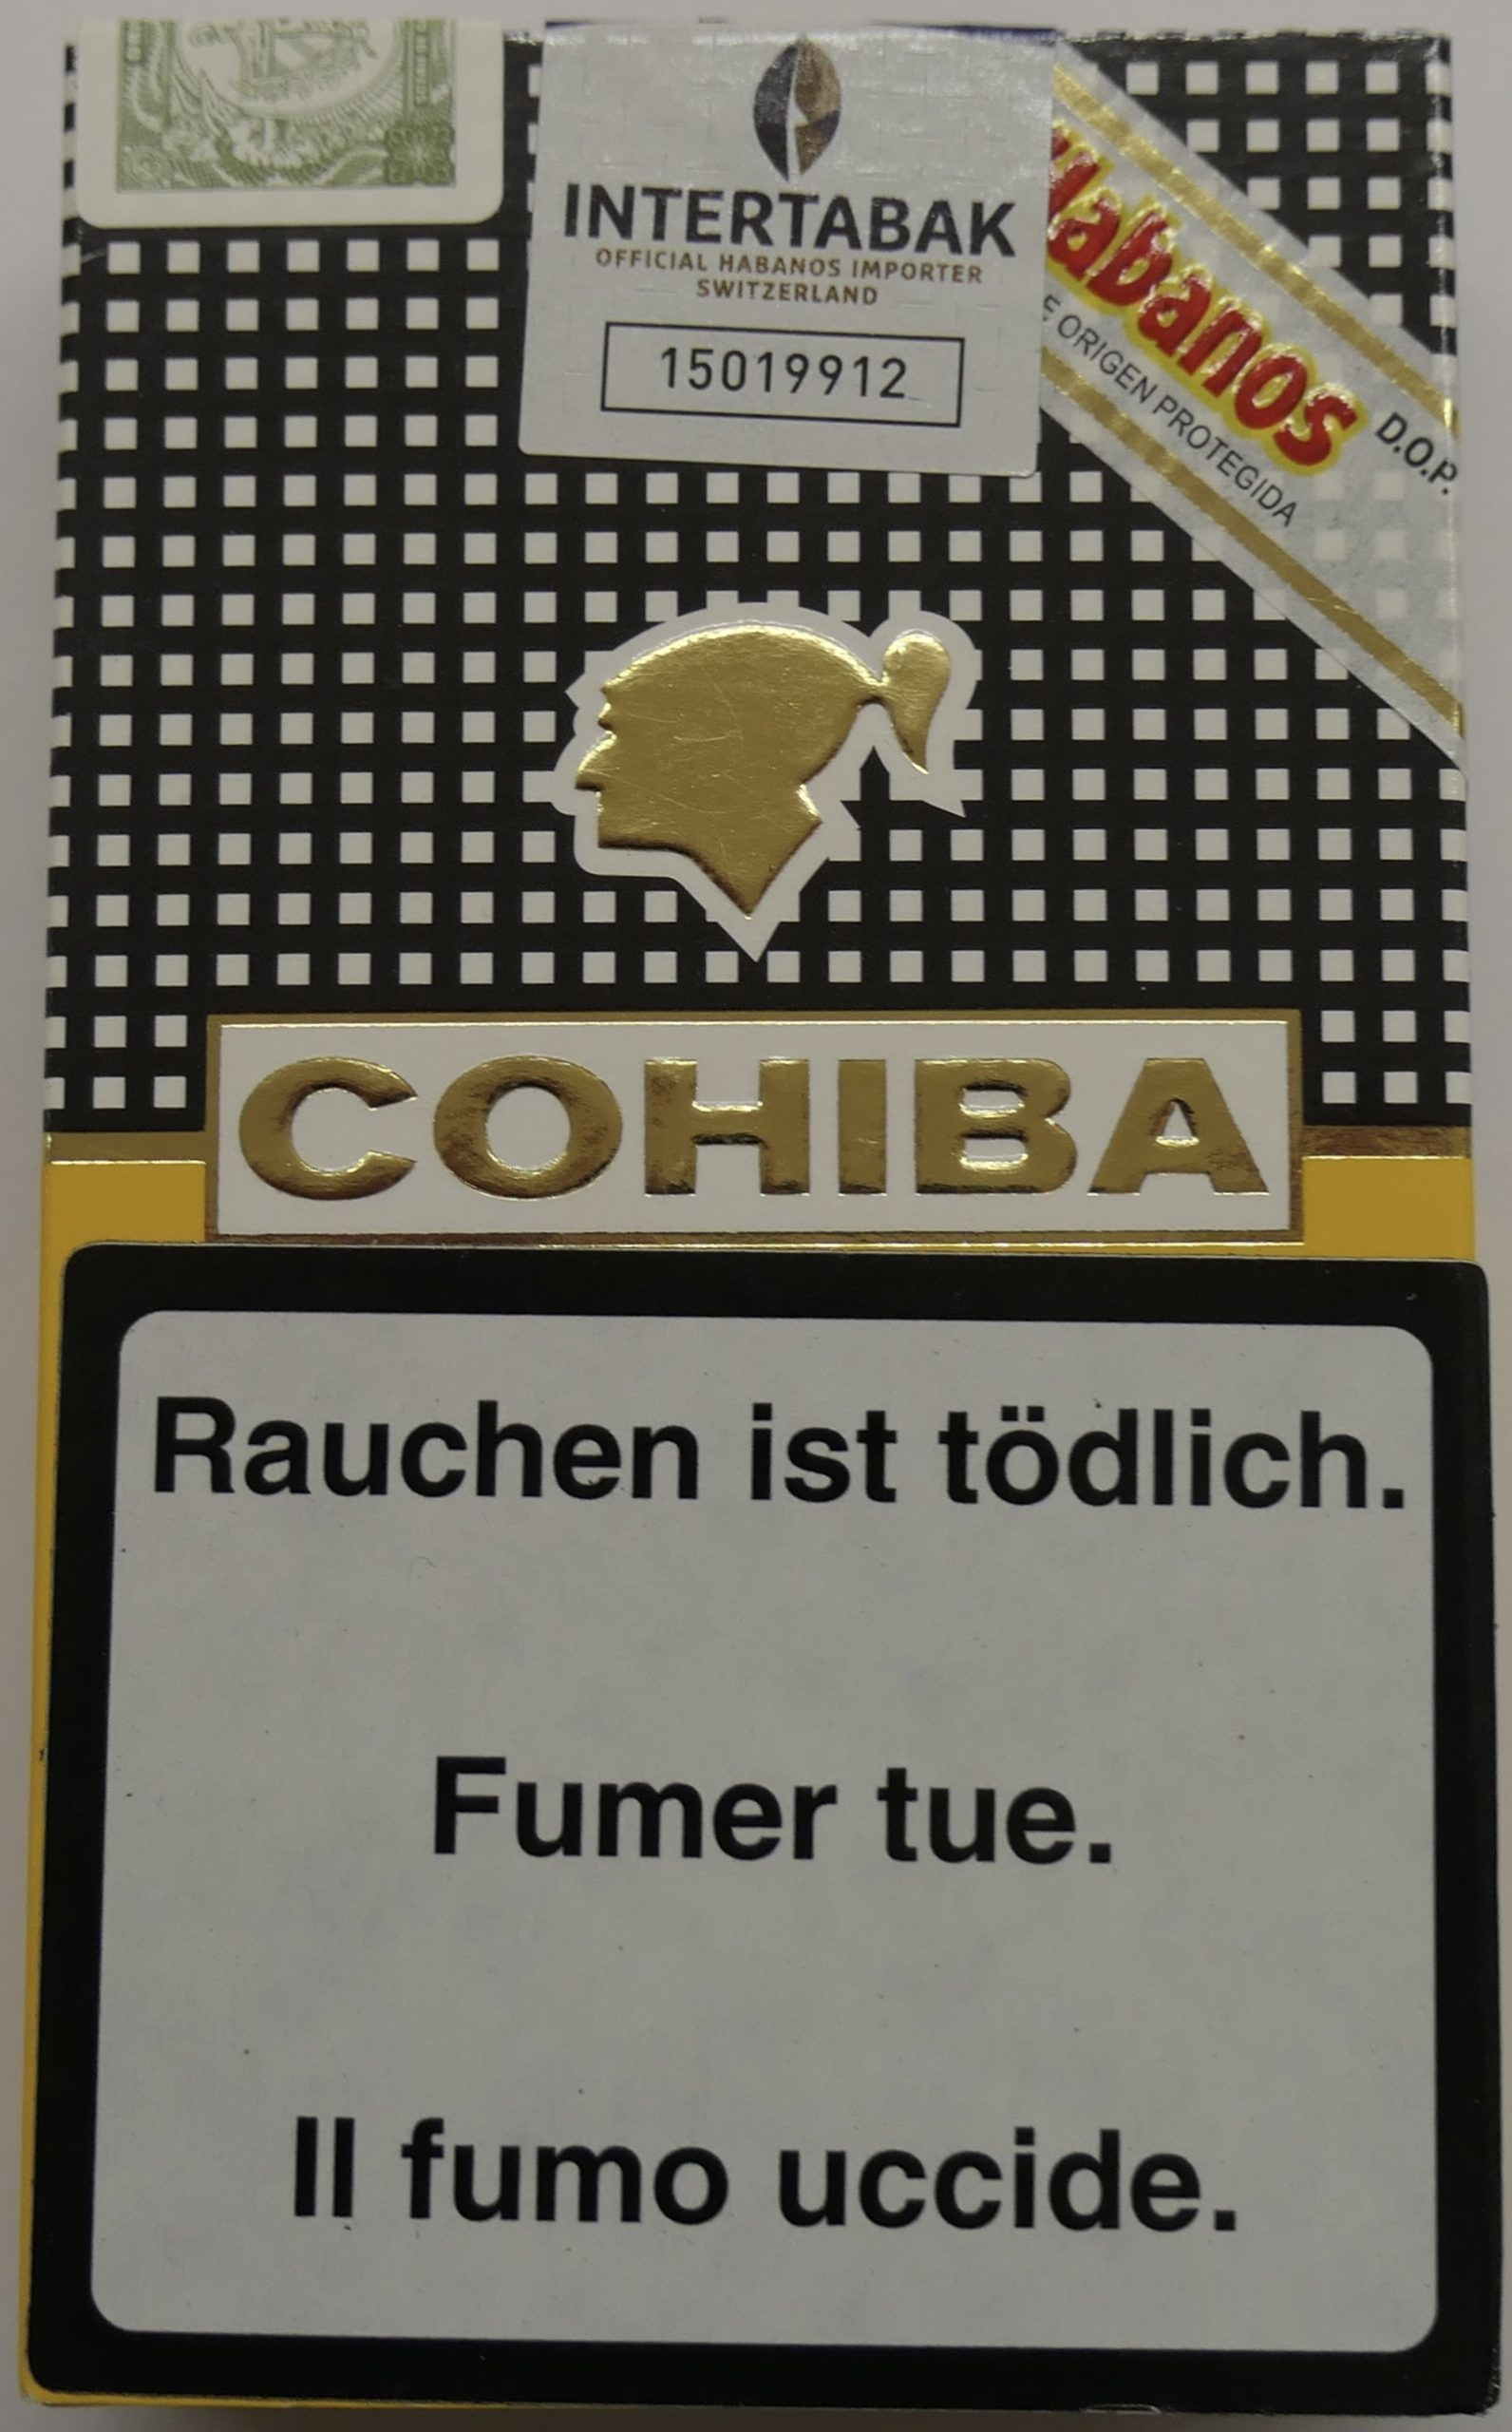 INTERTABAK
OFFICIAL HABANOS IMPORTER
SWITZERLAND
15019912
Habanos
ORIGEN PROTEGIDA
D.O.P.
COHIBA
Rauchen ist tödlich.
Fumer tue.
Il fumo uccide.